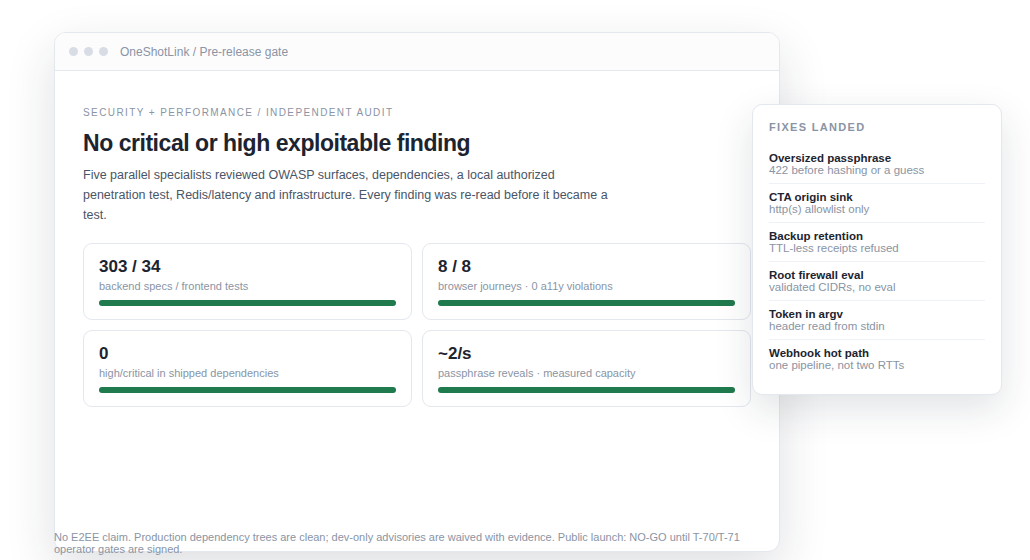 OneShotLink / Pre-release gate
SECURITY + PERFORMANCE / INDEPENDENT AUDIT
No critical or high exploitable finding
Five parallel specialists reviewed OWASP surfaces, dependencies, a local authorized
penetration test, Redis/latency and infrastructure. Every finding was re-read before it became a
test.
303 / 34
backend specs / frontend tests
8 / 8
browser journeys · 0 a11y violations
0
high/critical in shipped dependencies
~2/s
passphrase reveals · measured capacity
FIXES LANDED
Oversized passphrase
422 before hashing or a guess
CTA origin sink
http(s) allowlist only
Backup retention
TTL-less receipts refused
Root firewall eval
validated CIDRs, no eval
Token in argv
header read from stdin
Webhook hot path
one pipeline, not two RTTs
No E2EE claim. Production dependency trees are clean; dev-only advisories are waived with evidence. Public launch: NO-GO until T-70/T-71
operator gates are signed.